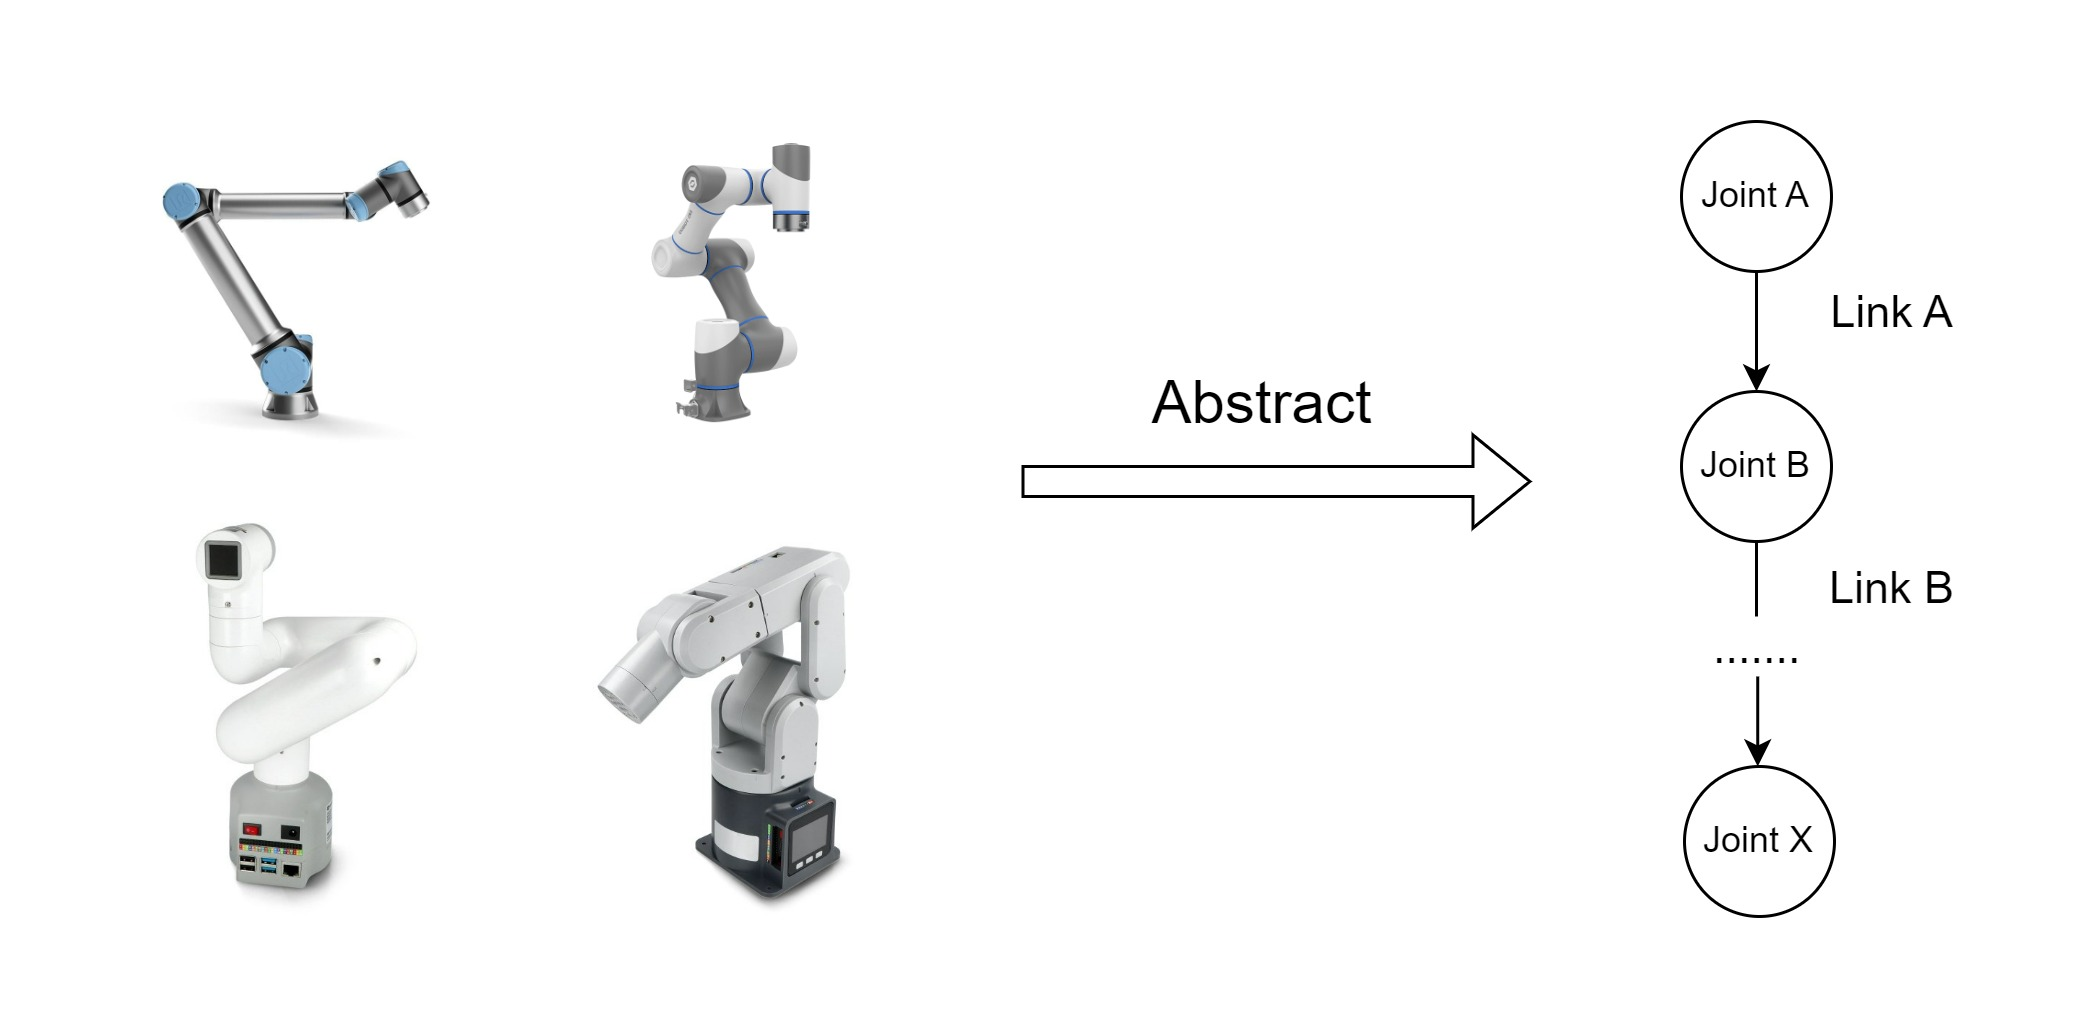 Joint A
Link A
Abstract
Joint B
Link B
.......
Joint X